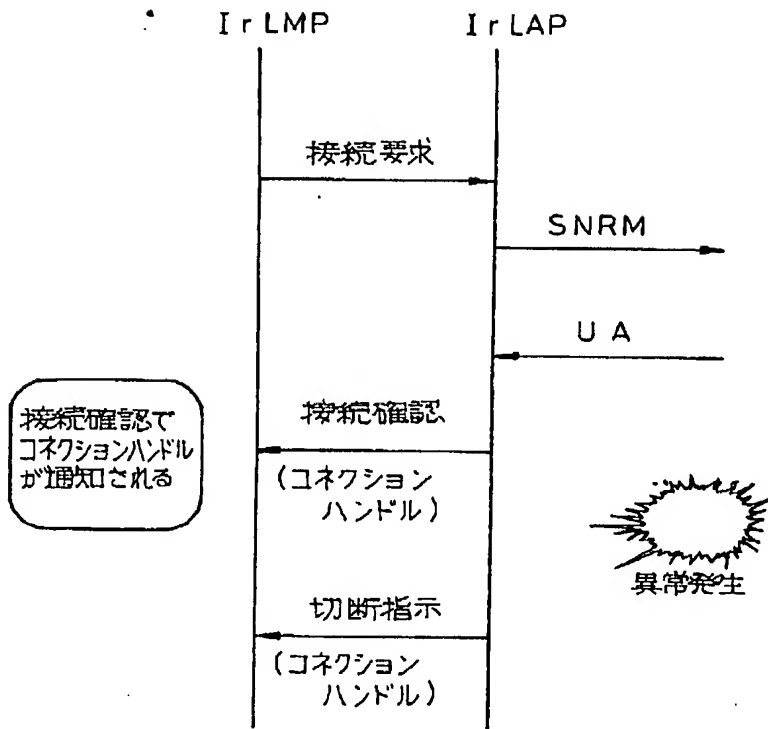 IrLMP
IrLAP
接続要求
SNRM
UA
接続確認で
コネクションハンドル
が通知される
接続確認
(コネクション
ハンドル)
異常発生
切断指示
(コネクション
ハンドル)